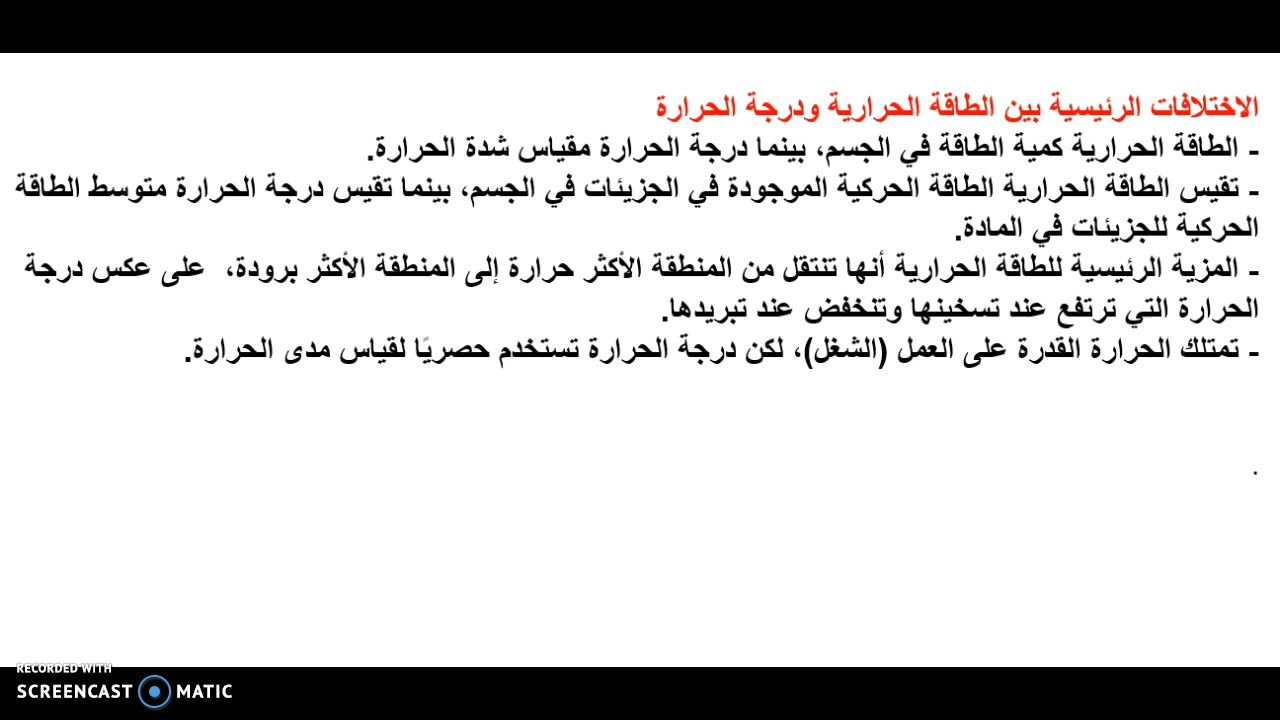 الاختلافات الرئيسية بين الطاقة الحرارية ودرجة الحرارة
- الطاقة الحرارية كمية الطاقة في الجسم، بينما درجة الحرارة مقياس شدة الحرارة.
- تقيس الطاقة الحرارية الطاقة الحركية الموجودة في الجزيئات في الجسم، بينما تقيس درجة الحرارة متوسط الطاقة
الحركية للجزيئات في المادة.
- المزية الرئيسية للطاقة الحرارية أنها تنتقل من المنطقة الأكثر حرارة إلى المنطقة الأكثر برودة، على عكس درجة
الحرارة التي ترتفع عند تسخينها وتنخفض عند تبريدها.
- تمتلك الحرارة القدرة على العمل (الشغل)، لكن درجة الحرارة تستخدم حصريًا لقياس مدى الحرارة.
.
RECORDED WITH
SCREENCAST MATIC